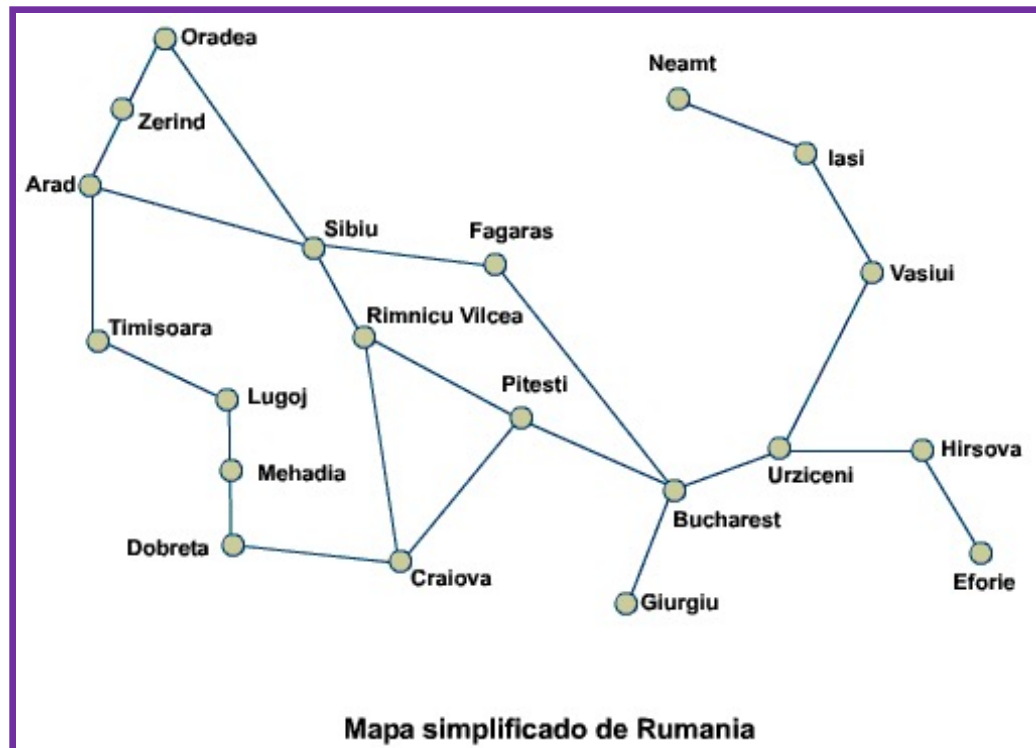 Oradea
Neamt
Zerind
Iasi
Arad
Sibiu
Fagaras
Vasiui
Rimnicu Vilcea
Timisoara
Pitesti
Lugoj
Hirsova
Mehadia
Urziceni
Bucharest
Dobreta
Craiova
Eforie
Giurgiu
Mapa simplificado de Rumania